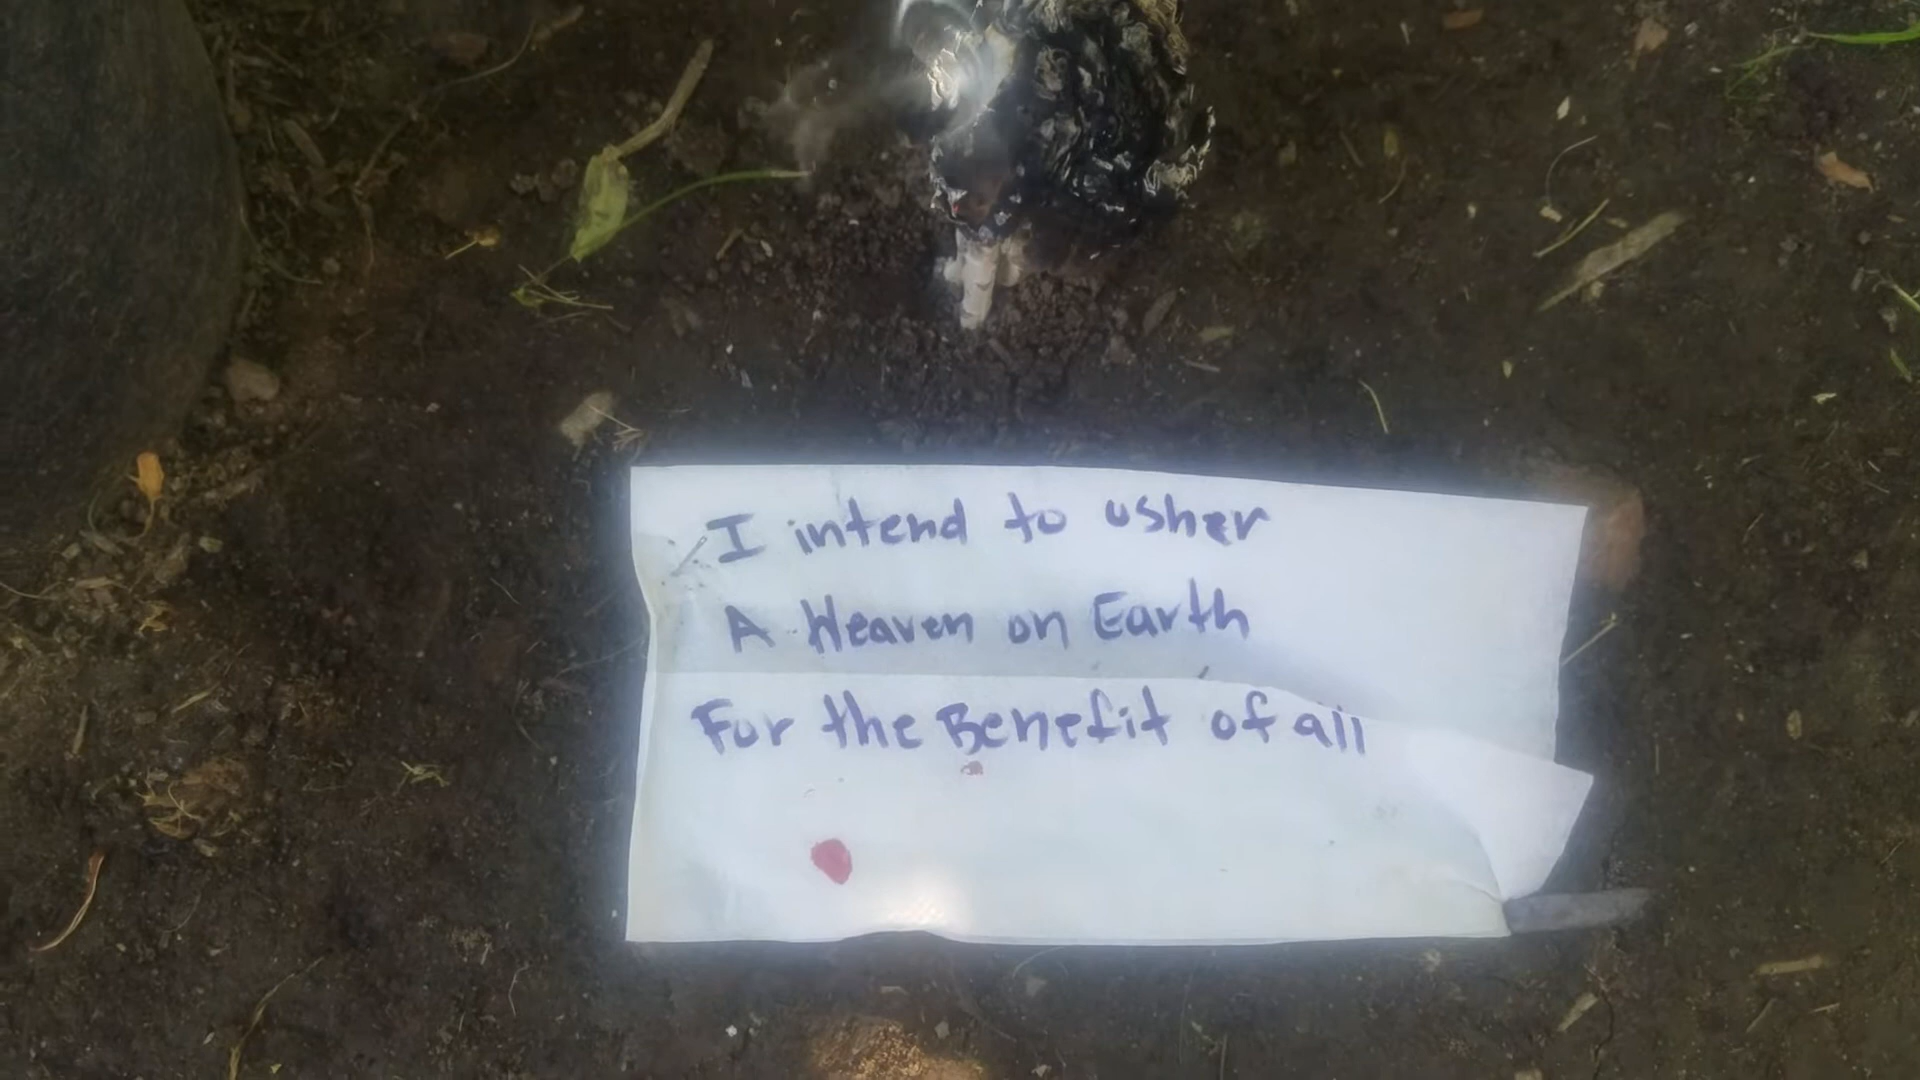 I intend to usher
A Heaven on Earth
For the Benefit of all